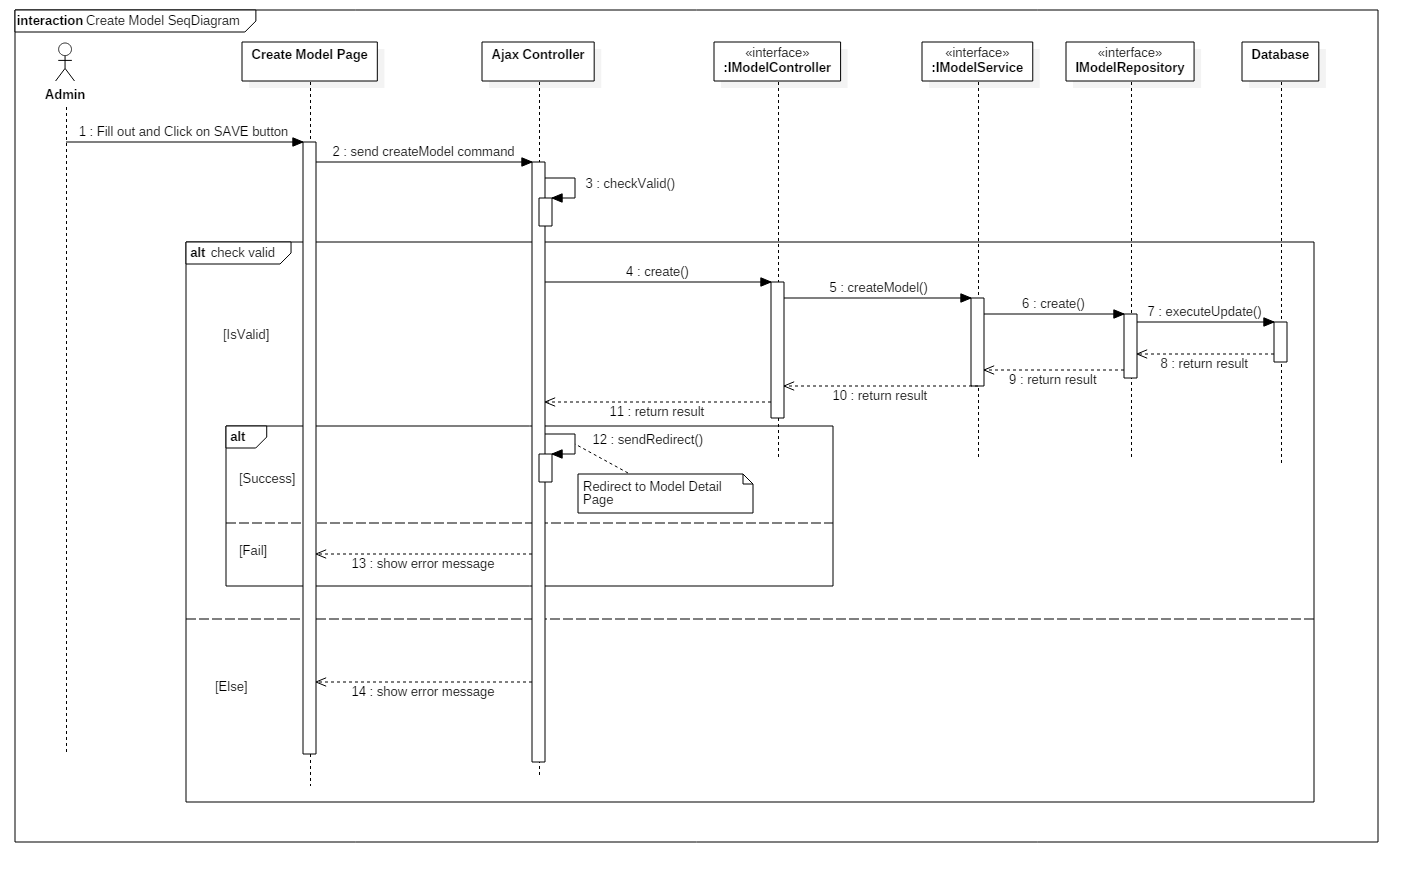 interaction Create Model SeqDiagram
Admin
Create Model Page
Ajax Controller
«interface»
:IModelController
«interface»
:IModelService
«interface»
IModelRepository
Database
1 : Fill out and Click on SAVE button
2 : send createModel command
3 : checkValid()
alt check valid
4 : create()
5 : createModel()
6 : create()
7 : executeUpdate()
[IsValid]
8 : return result
9 : return result
10 : return result
11 : return result
alt
12 : sendRedirect()
[Success]
Redirect to Model Detail
Page
[Fail]
13 : show error message
[Else]
14 : show error message